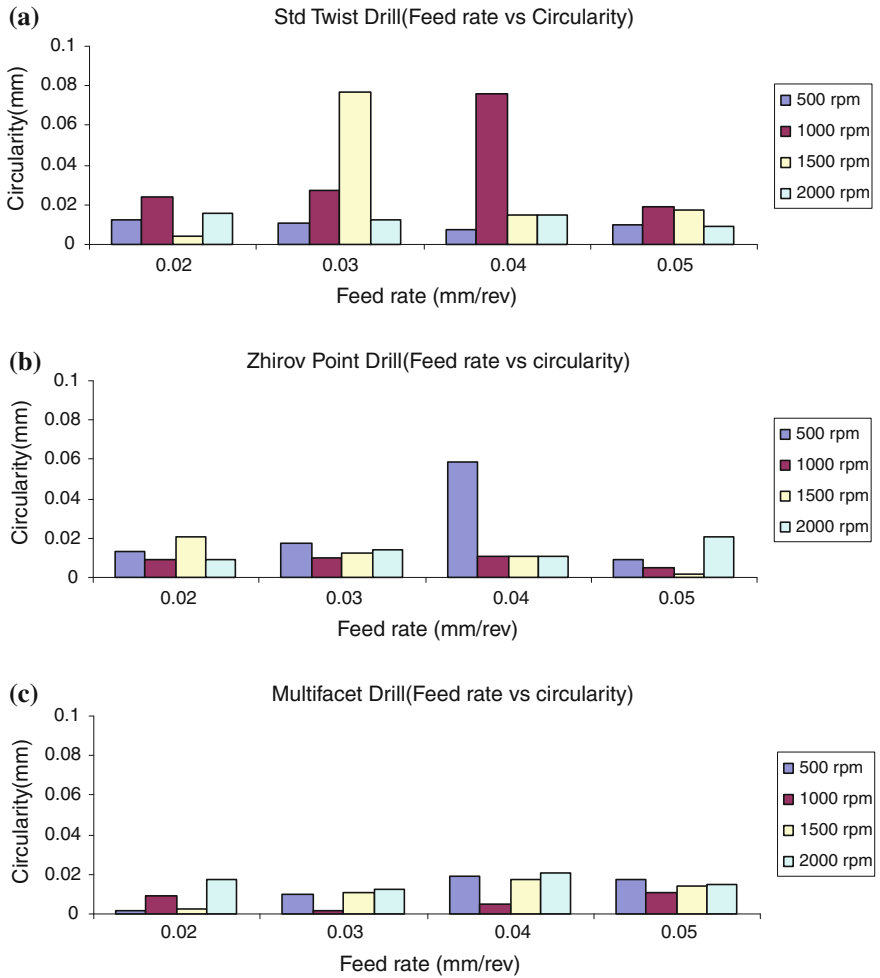 (a)
Std Twist Drill(Feed rate vs Circularity)
Circularity(mm)
0.1
0.08
0.06
0.04
0.02
0
0.02 0.03 0.04 0.05
Feed rate (mm/rev)
500 rpm
1000 rpm
1500 rpm
2000 rpm
(b)
Zhirov Point Drill(Feed rate vs circularity)
Circularity(mm)
0.1
0.08
0.06
0.04
0.02
0
0.02 0.03 0.04 0.05
Feed rate (mm/rev)
500 rpm
1000 rpm
1500 rpm
2000 rpm
(c)
Multifacet Drill(Feed rate vs circularity)
Circularity(mm)
0.1
0.08
0.06
0.04
0.02
0
0.02 0.03 0.04 0.05
Feed rate (mm/rev)
500 rpm
1000 rpm
1500 rpm
2000 rpm